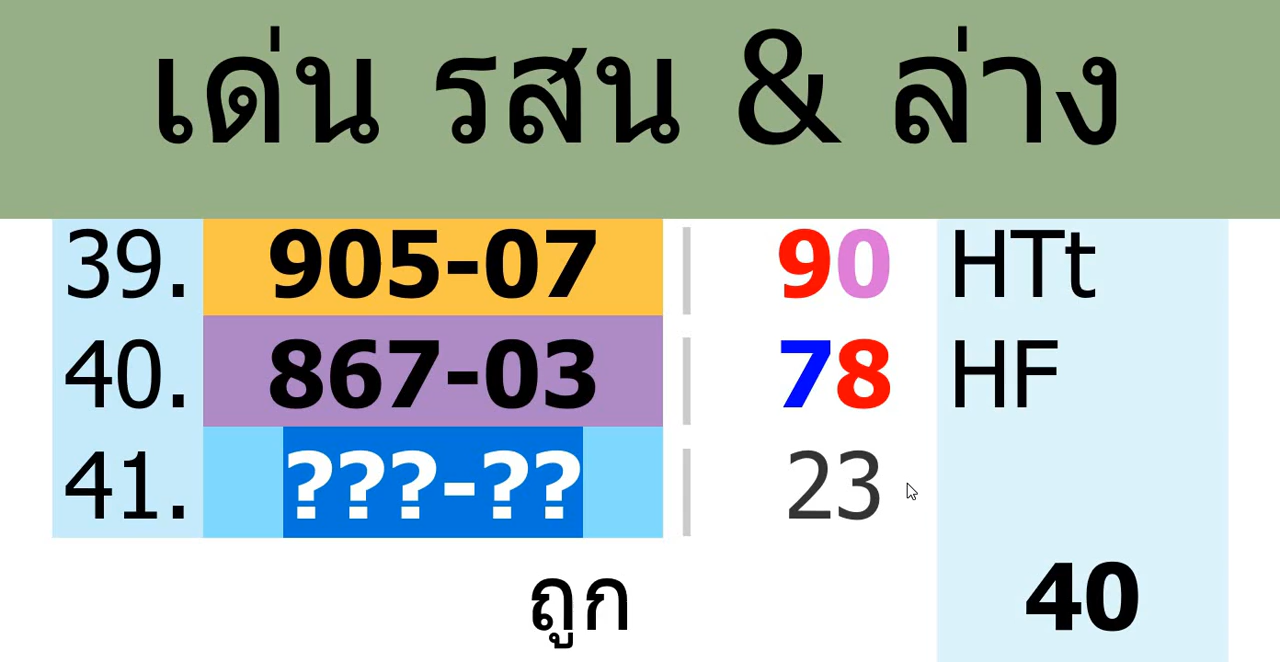 เด่น รสน & ล่าง
39. 905-07 | 90 HTt
40. 867-03 | 78 HF
41. ???-?? | 23
ถูก 40